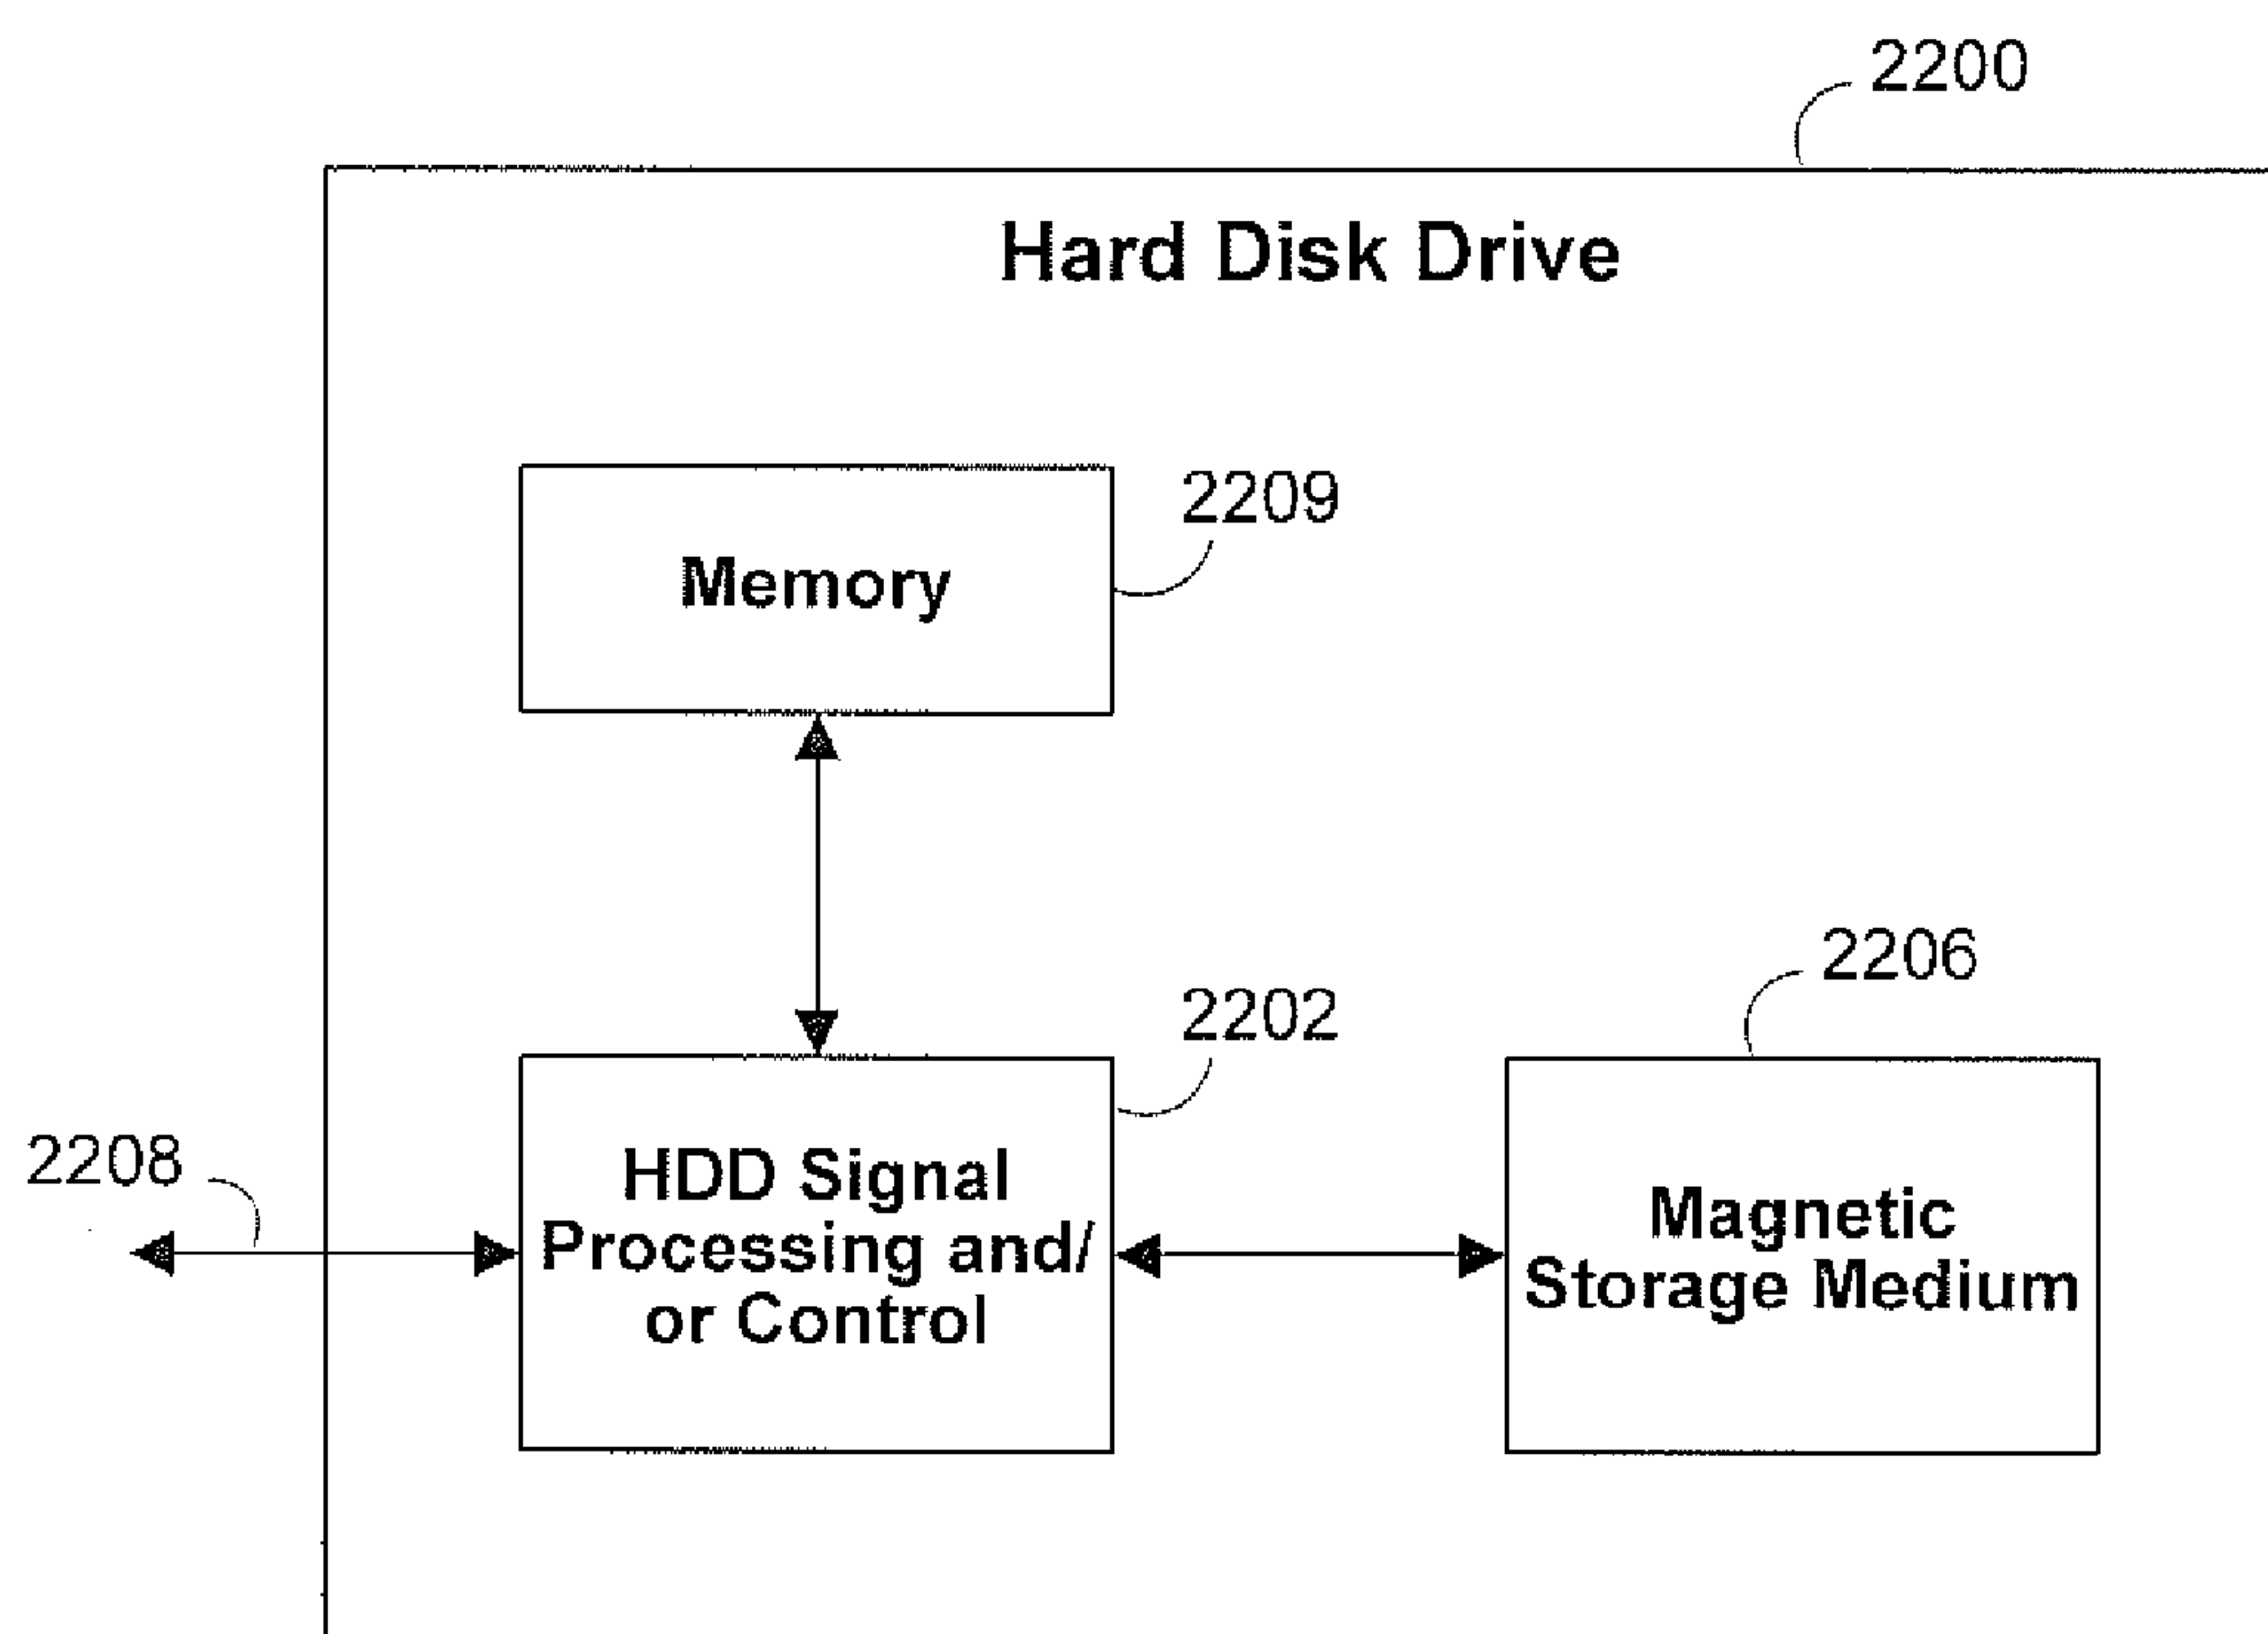 2200
Hard Disk Drive
2209
Memory
2206
2202
2208
HDD Signal
Processing and/
or Control
Magnetic
Storage Medium